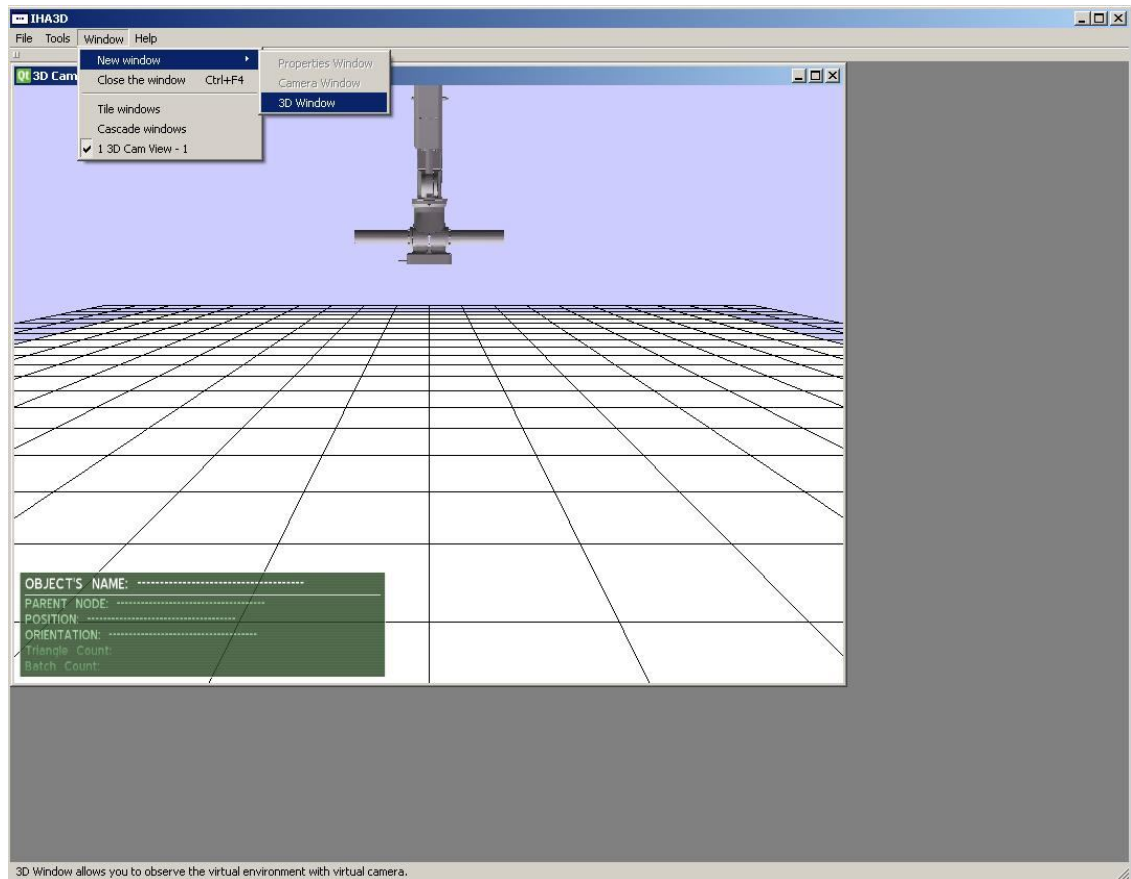 IHA3D
File Tools Window Help
New window
Properties Window
Close the window Ctrl+F4
Camera Window
3D Window
Tile windows
Cascade windows
1 3D Cam View - 1
Qt 3D Cam
OBJECT'S NAME: -------------------------------------
PARENT NODE: -------------------------------------
POSITION: -------------------------------------
ORIENTATION: -------------------------------------
Triangle Count:
Batch Count:
3D Window allows you to observe the virtual environment with virtual camera.